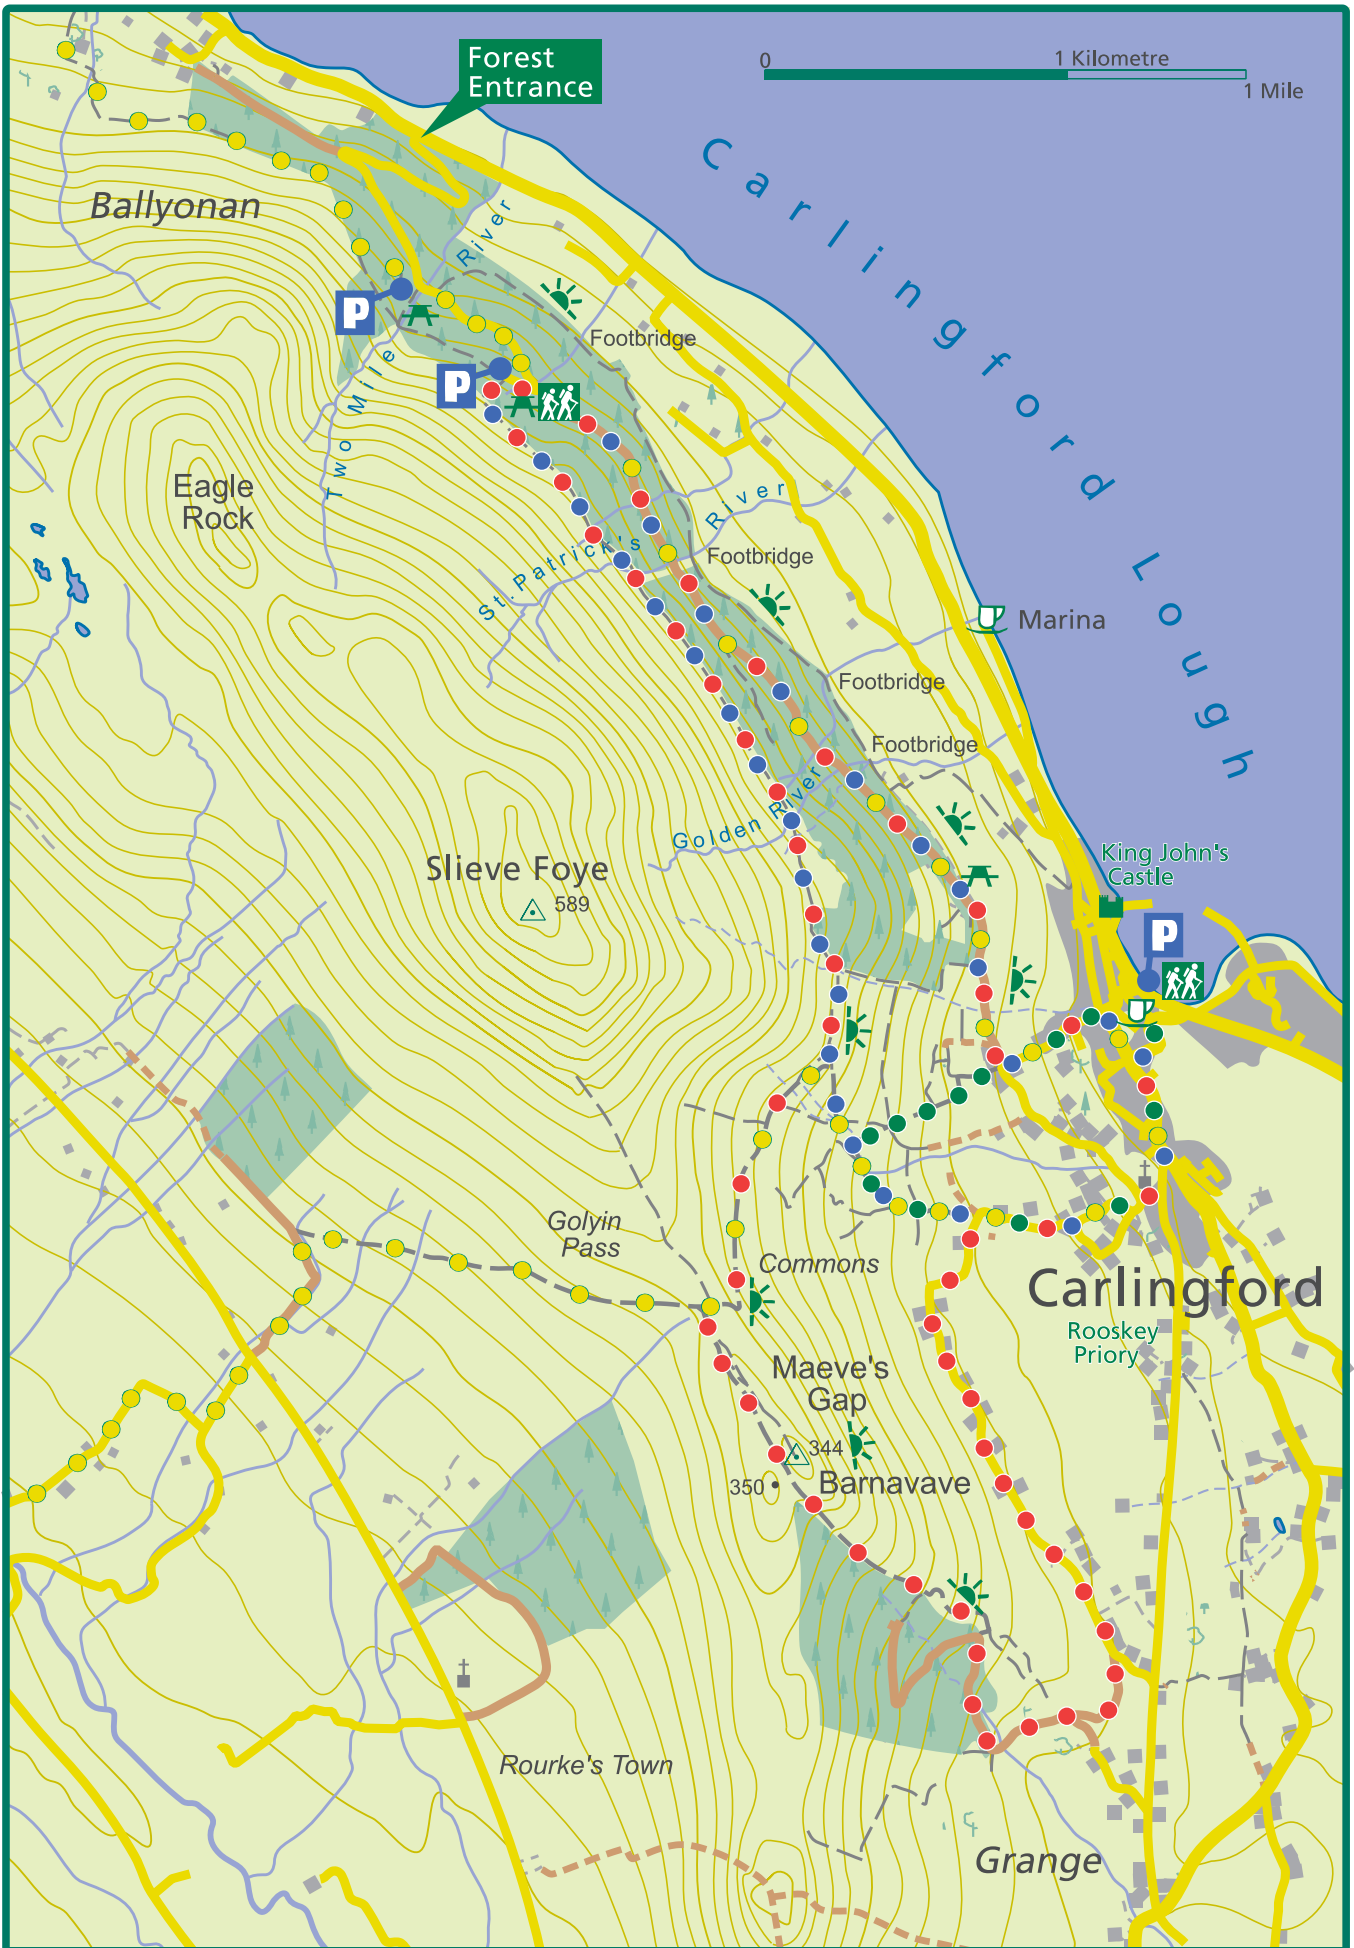 Forest
Entrance
0
1 Kilometre
1 Mile
Carlingford Lough
Ballyonan
River
P
Footbridge
Two Mile
P
Eagle
Rock
River
St. Patrick's
Footbridge
Marina
Footbridge
Footbridge
Golden River
King John's
Castle
Slieve Foye
589
P
Golyin
Pass
Commons
Carlingford
Rooskey
Priory
Maeve's
Gap
344
350
Barnavave
Rourke's Town
Grange